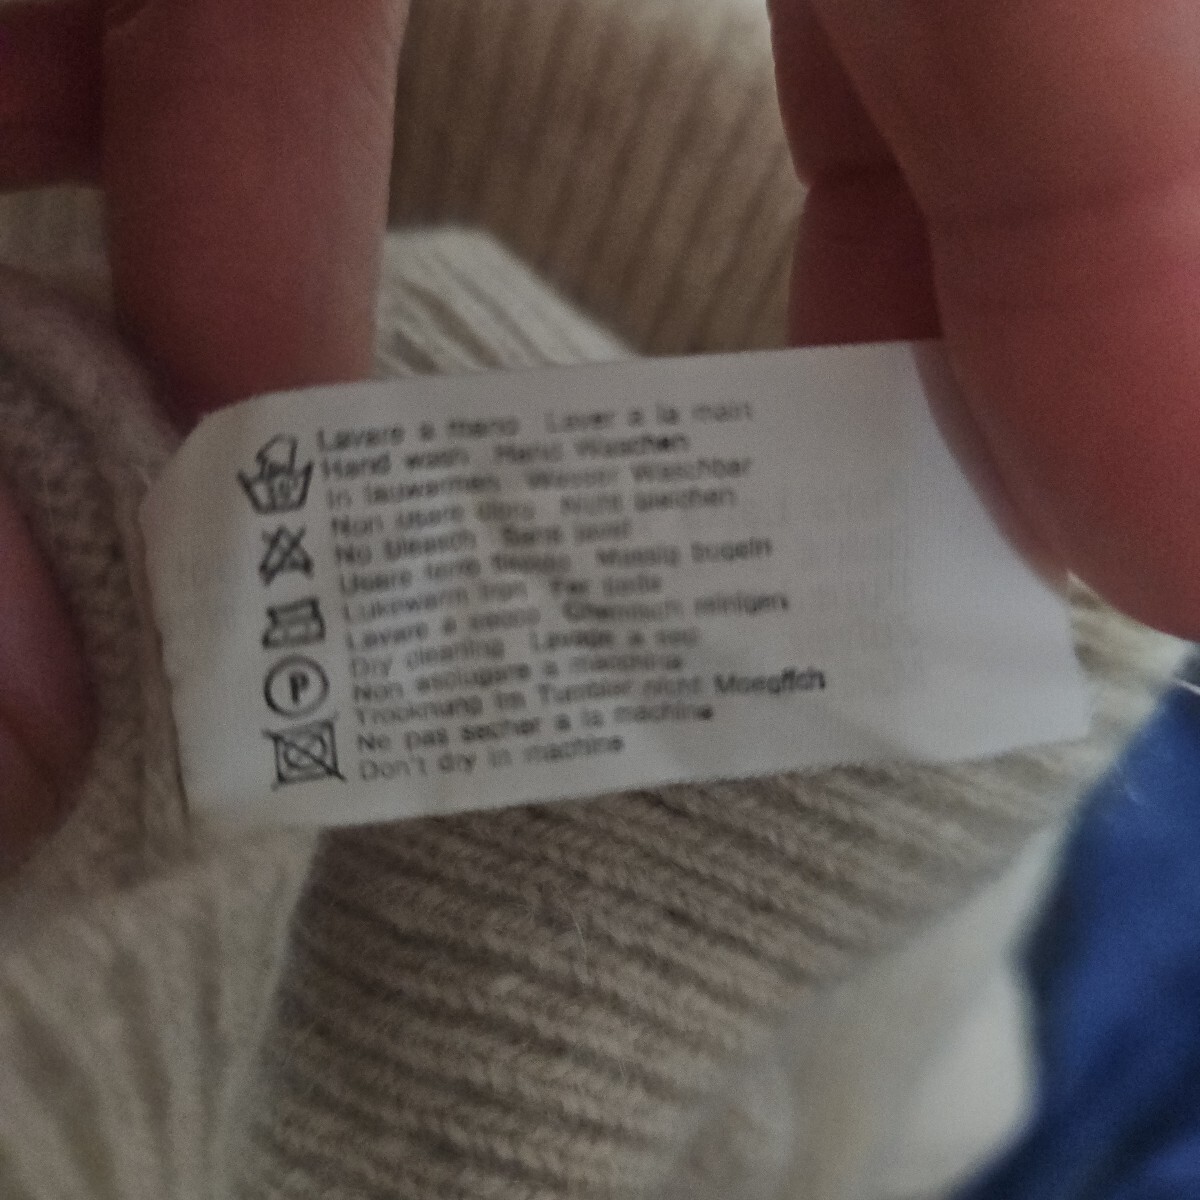 Lavare a mano Laver a la main
Hand wash Hand Waschen
In lauwarmen Wasser Waschbar
Non usare cloro Nicht bleichen
No bleach Sans javel
Usare ferro tiepido Massig bugeln
Lukewarm iron Fer tiede
Lavare a secco Chemisch reinigen
Dry cleaning Lavage a sec
Non asciugare a macchina
Trocknung im Tumbler nicht Moeglich
Ne pas secher a la machine
Don't dry in machine
P